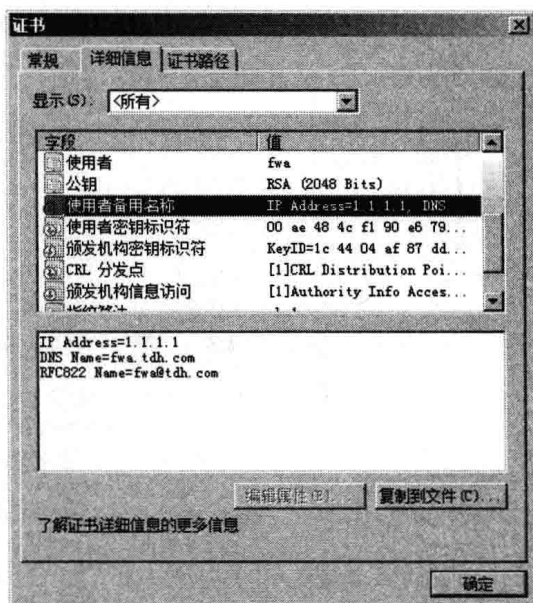 证书
常规 详细信息 证书路径
显示(S): <所有>
字段 值
使用者 fwa
公钥 RSA (2048 Bits)
使用者备用名称 IP Address=1.1.1.1, DNS
使用者密钥标识符 00 ae 48 4c f1 90 e6 79...
颁发机构密钥标识符 KeyID=1c 44 04 af 87 dd...
CRL 分发点 [1]CRL Distribution Poi...
颁发机构信息访问 [1]Authority Info Acces...
IP Address=1.1.1.1
DNS Name=fwa.tdh.com
RFC822 Name=fwa@tdh.com
编辑属性(E)... 复制到文件(C)...
了解证书详细信息的更多信息
确定